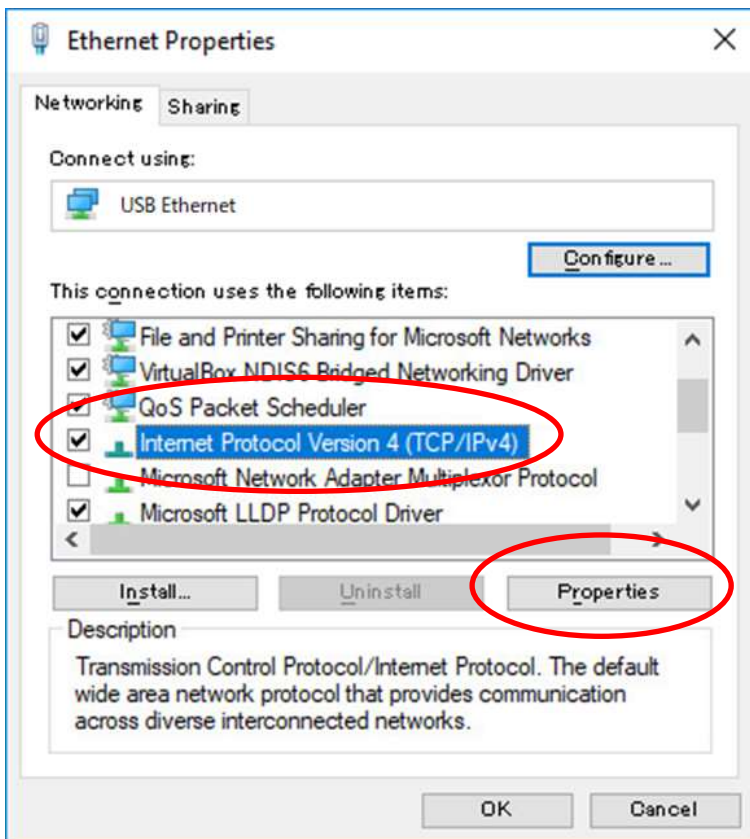 Ethernet Properties
Networking
Sharing
Connect using:
USB Ethernet
Configure...
This connection uses the following items:
File and Printer Sharing for Microsoft Networks
VirtualBox NDIS6 Bridged Networking Driver
QoS Packet Scheduler
Internet Protocol Version 4 (TCP/IPv4)
Microsoft Network Adapter Multiplexor Protocol
Microsoft LLDP Protocol Driver
Install...
Uninstall
Properties
Description
Transmission Control Protocol/Internet Protocol. The default
wide area network protocol that provides communication
across diverse interconnected networks.
OK
Cancel